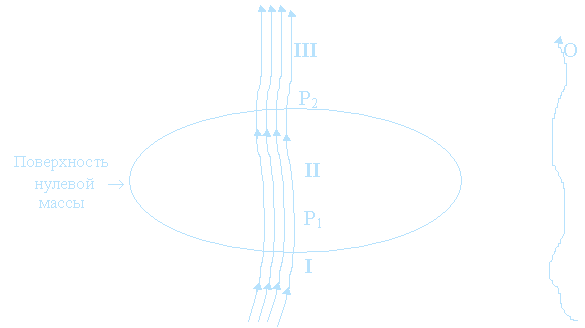 III
O
P2
Поверхность
нулевой
массы
II
P1
I